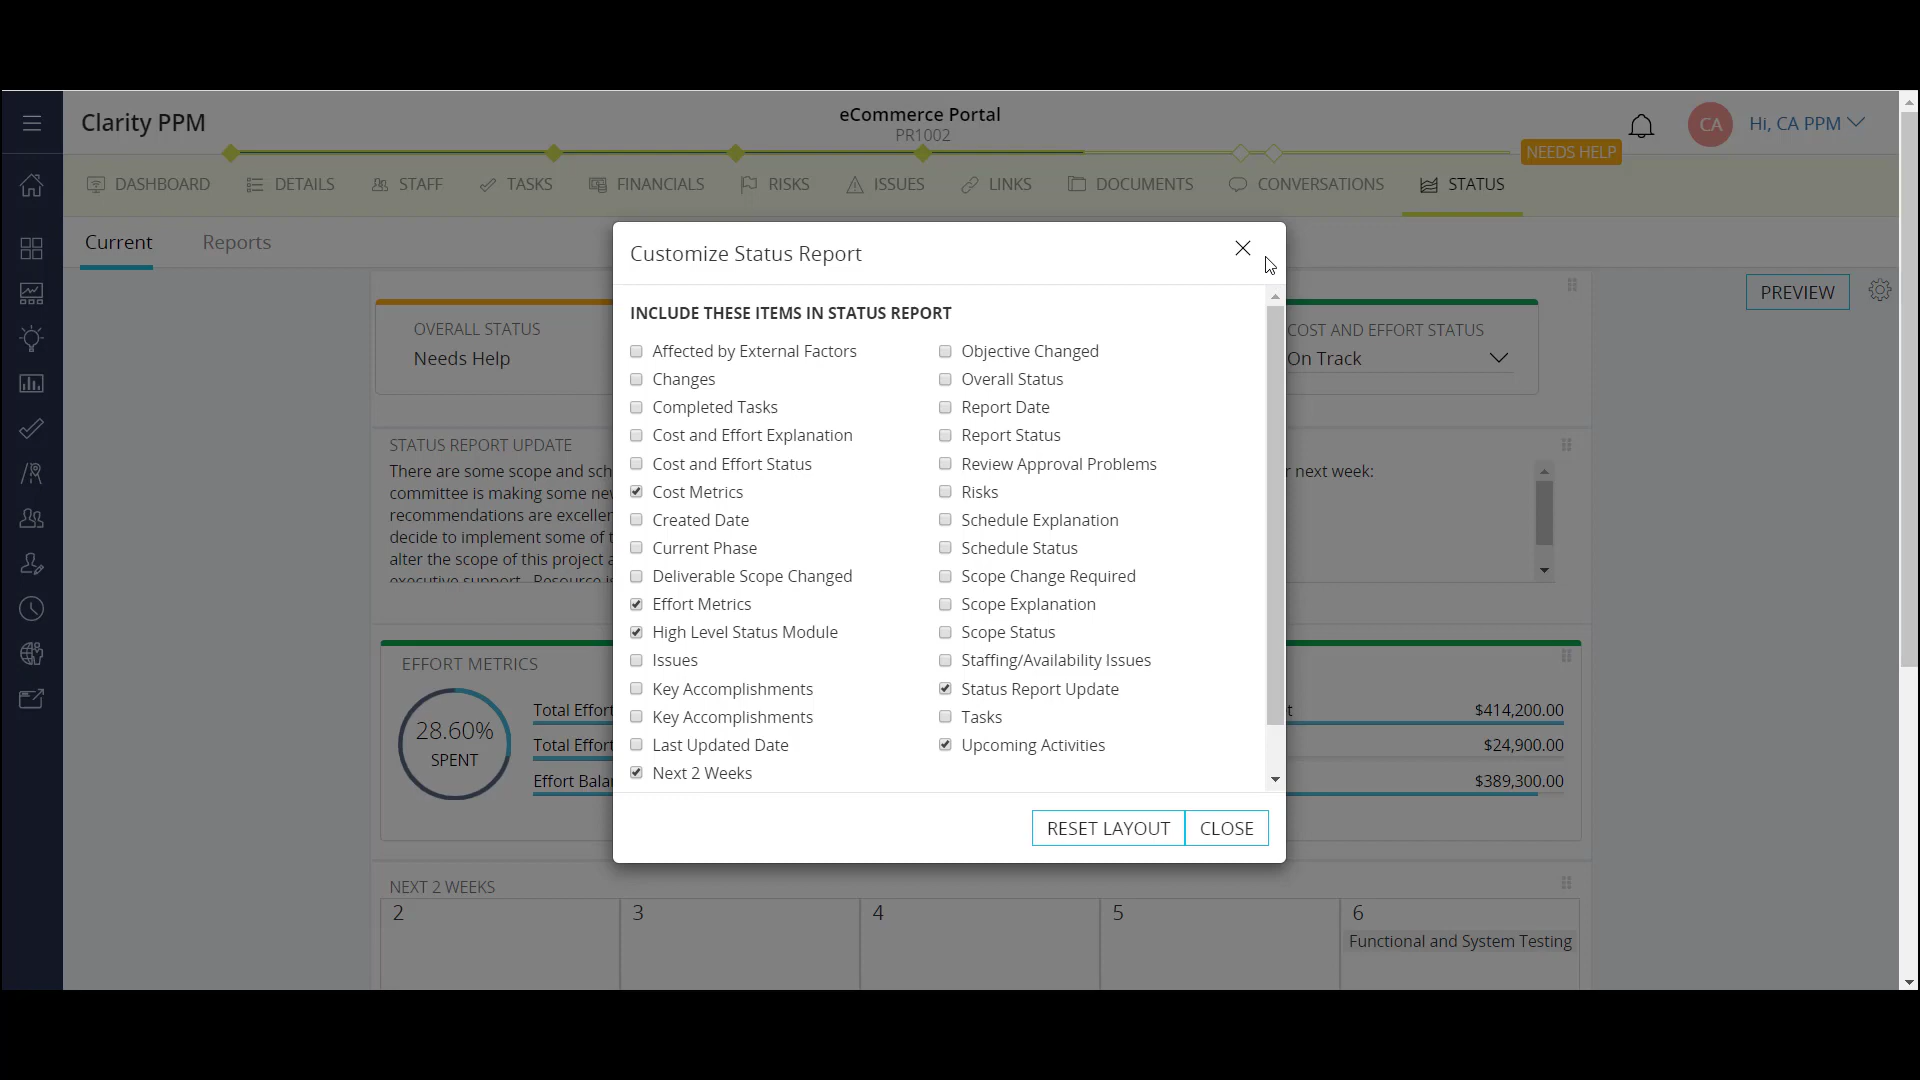 Clarity PPM
eCommerce Portal
PR1002
CA
Hi, CA PPM
NEEDS HELP
DASHBOARD
DETAILS
STAFF
TASKS
FINANCIALS
RISKS
ISSUES
LINKS
DOCUMENTS
CONVERSATIONS
STATUS
Current
Reports
PREVIEW
OVERALL STATUS
Needs Help
COST AND EFFORT STATUS
On Track
STATUS REPORT UPDATE
There are some scope and
committee is making some
recommendations are
decide to implement some of
alter the scope of this project
next week:
EFFORT METRICS
28.60%
SPENT
Total Effort
Total Effort
Effort
$414,200.00
$24,900.00
$389,300.00
NEXT 2 WEEKS
2
3
4
5
6
Functional and System Testing
Customize Status Report
INCLUDE THESE ITEMS IN STATUS REPORT
Affected by External Factors
Changes
Completed Tasks
Cost and Effort Explanation
Cost and Effort Status
Cost Metrics
Created Date
Current Phase
Deliverable Scope Changed
Effort Metrics
High Level Status Module
Issues
Key Accomplishments
Key Accomplishments
Last Updated Date
Next 2 Weeks
Objective Changed
Overall Status
Report Date
Report Status
Review Approval Problems
Risks
Schedule Explanation
Schedule Status
Scope Change Required
Scope Explanation
Scope Status
Staffing/Availability Issues
Status Report Update
Tasks
Upcoming Activities
RESET LAYOUT
CLOSE